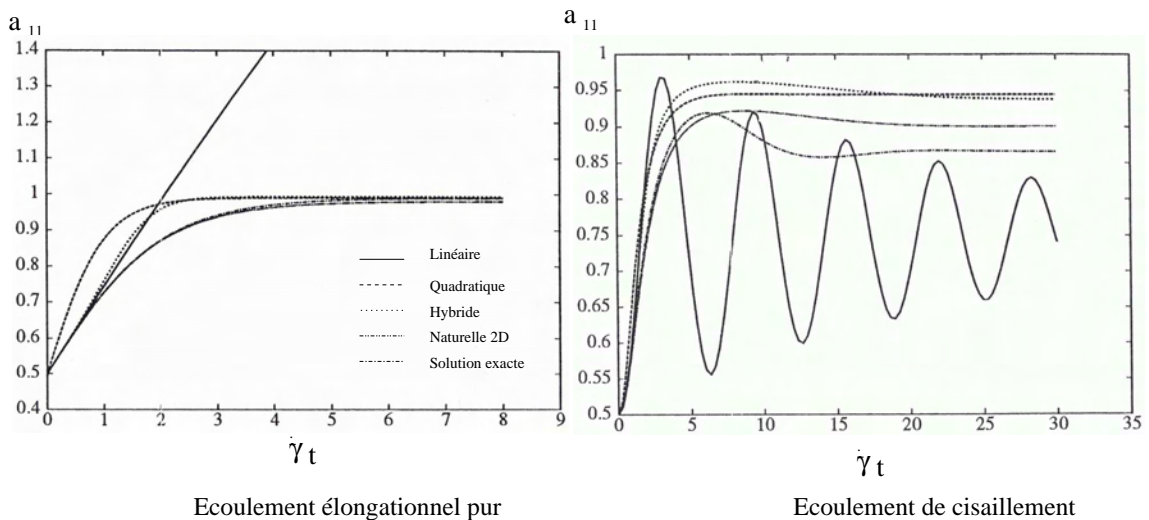 a 11
1.4
1.3
1.2
1.1
1
0.9
0.8
0.7
0.6
0.5
0.4
0 1 2 3 4 5 6 7 8 9
Linéaire
Quadratique
Hybride
Naturelle 2D
Solution exacte
γ̇ t
Ecoulement élongationnel pur
a 11
1
0.95
0.9
0.85
0.8
0.75
0.7
0.65
0.6
0.55
0.5
0 5 10 15 20 25 30 35
γ̇ t
Ecoulement de cisaillement